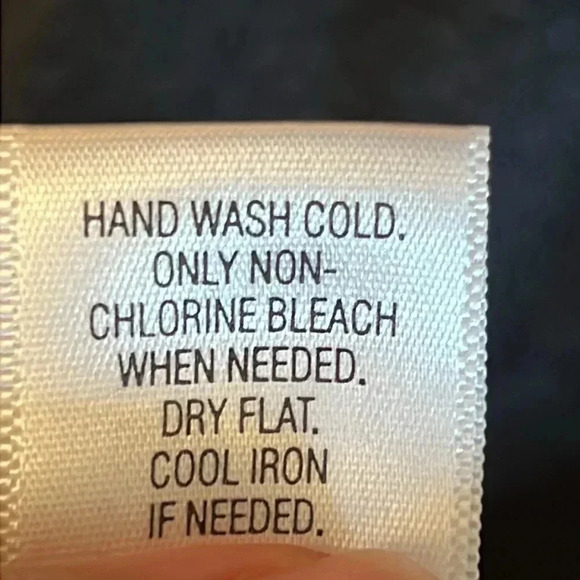 HAND WASH COLD.
ONLY NON-
CHLORINE BLEACH
WHEN NEEDED.
DRY FLAT.
COOL IRON
IF NEEDED.